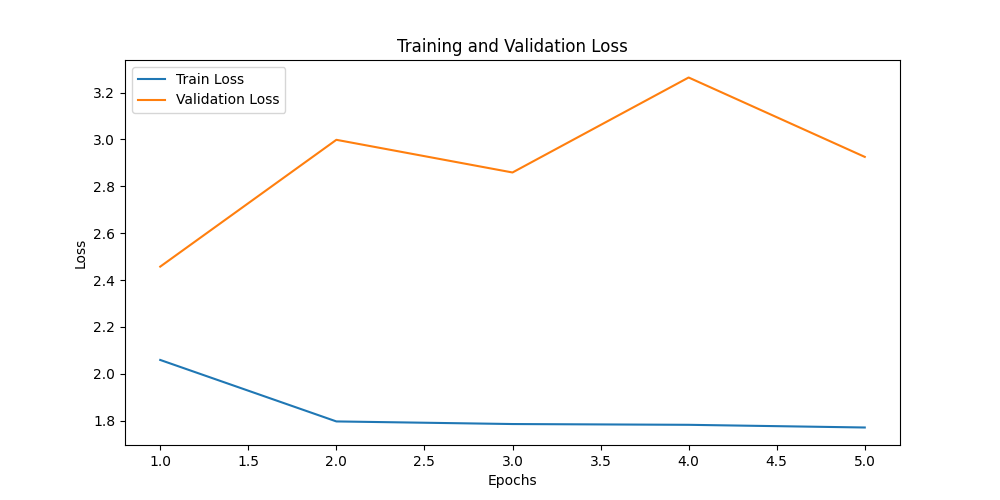 Training and Validation Loss
Train Loss
Validation Loss
3.2
3.0
2.8
2.6
2.4
2.2
2.0
1.8
Loss
1.0 1.5 2.0 2.5 3.0 3.5 4.0 4.5 5.0
Epochs